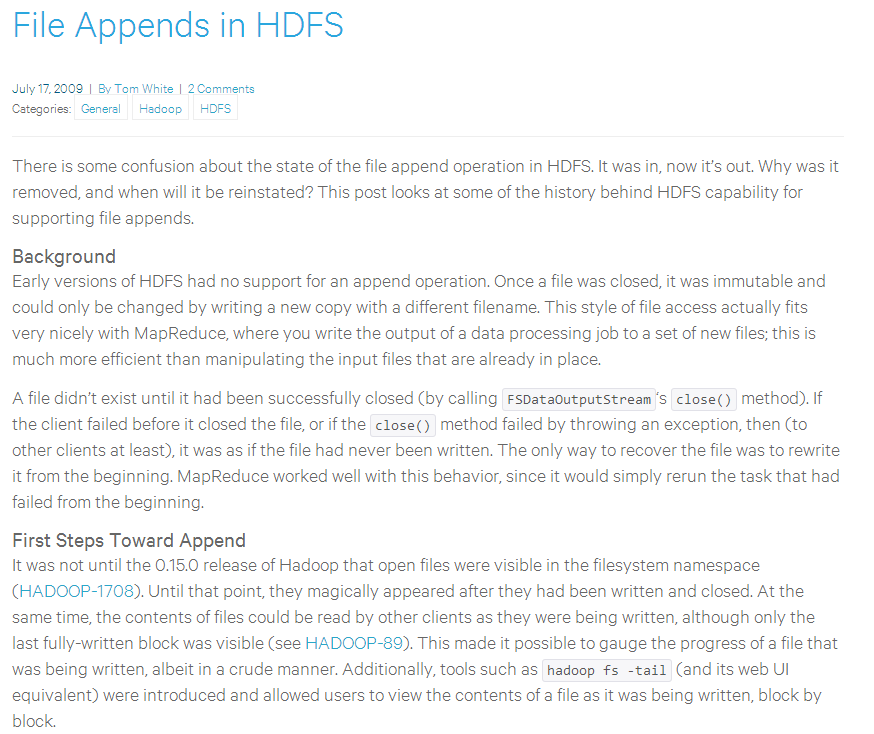 File Appends in HDFS
July 17, 2009 | By Tom White | 2 Comments
Categories: General Hadoop HDFS
There is some confusion about the state of the file append operation in HDFS. It was in, now it's out. Why was it
removed, and when will it be reinstated? This post looks at some of the history behind HDFS capability for
supporting file appends.
Background
Early versions of HDFS had no support for an append operation. Once a file was closed, it was immutable and
could only be changed by writing a new copy with a different filename. This style of file access actually fits
very nicely with MapReduce, where you write the output of a data processing job to a set of new files; this is
much more efficient than manipulating the input files that are already in place.
A file didn't exist until it had been successfully closed (by calling FSDataOutputStream's close() method). If
the client failed before it closed the file, or if the close() method failed by throwing an exception, then (to
other clients at least), it was as if the file had never been written. The only way to recover the file was to rewrite
it from the beginning. MapReduce worked well with this behavior, since it would simply rerun the task that had
failed from the beginning.
First Steps Toward Append
It was not until the 0.15.0 release of Hadoop that open files were visible in the filesystem namespace
(HADOOP-1708). Until that point, they magically appeared after they had been written and closed. At the
same time, the contents of files could be read by other clients as they were being written, although only the
last fully-written block was visible (see HADOOP-89). This made it possible to gauge the progress of a file that
was being written, albeit in a crude manner. Additionally, tools such as hadoop fs -tail (and its web UI
equivalent) were introduced and allowed users to view the contents of a file as it was being written, block by
block.